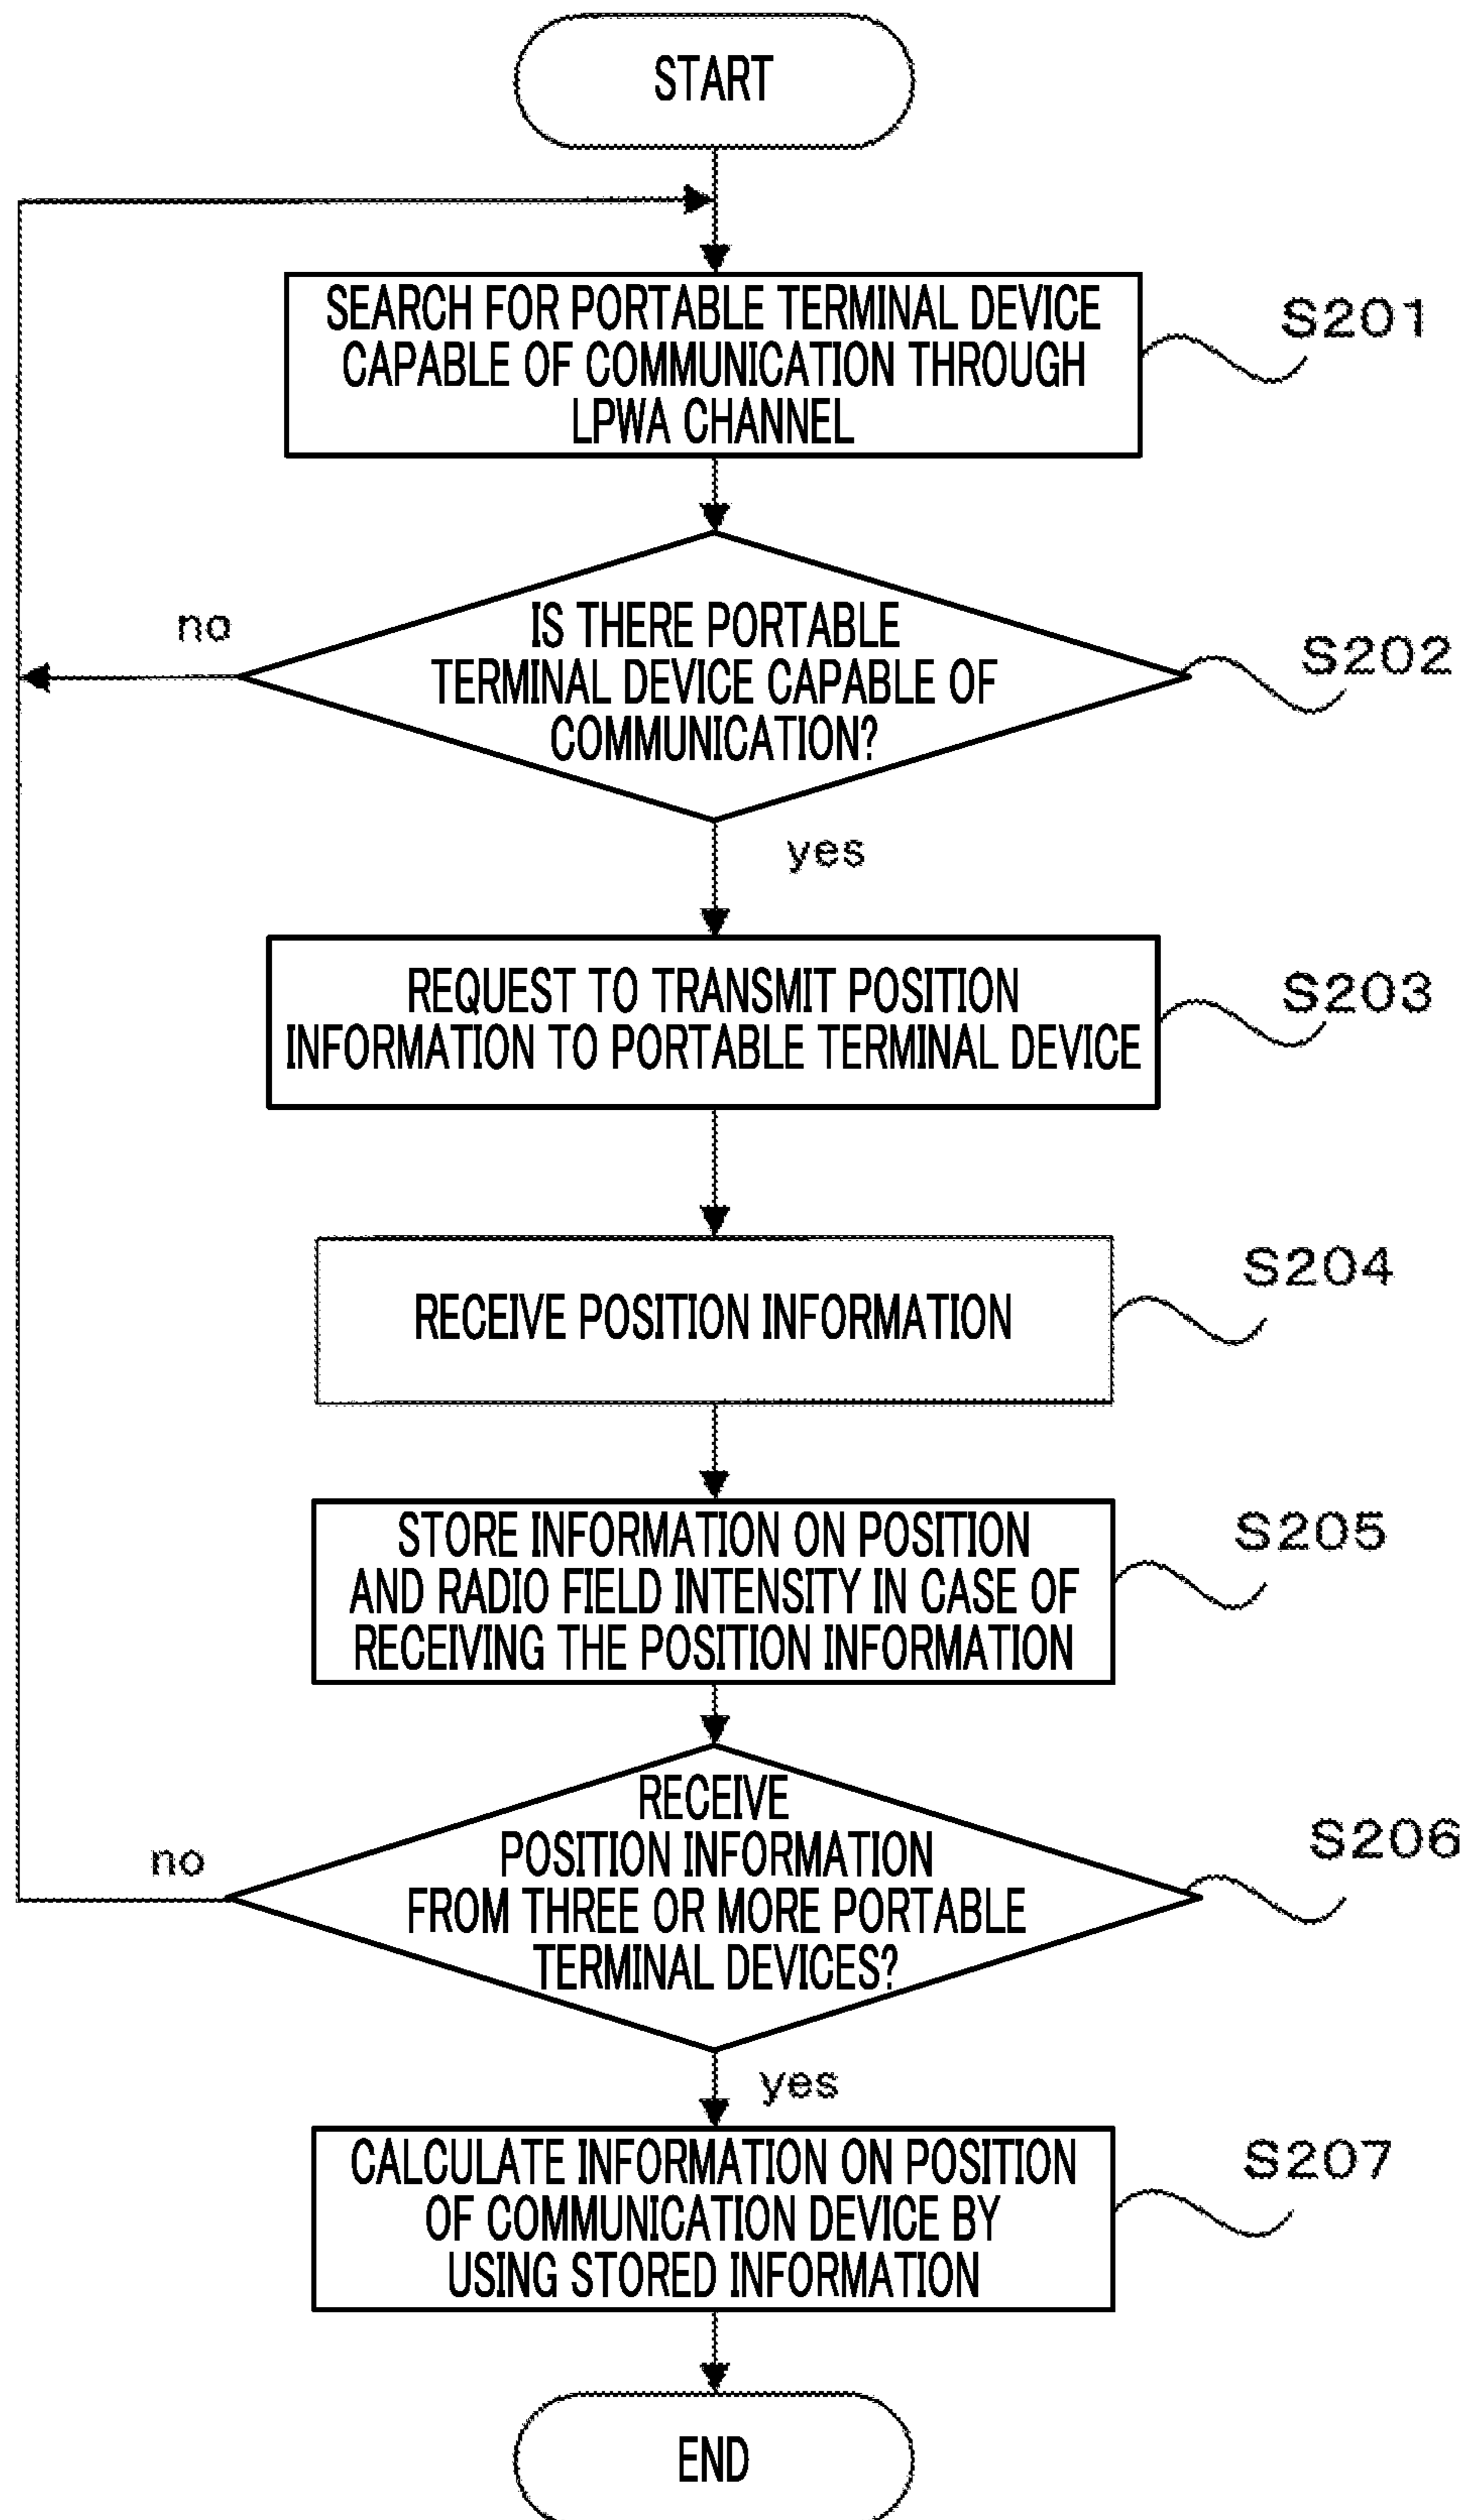 START
SEARCH FOR PORTABLE TERMINAL DEVICE
CAPABLE OF COMMUNICATION THROUGH
LPWA CHANNEL
S201
IS THERE PORTABLE
TERMINAL DEVICE CAPABLE OF
COMMUNICATION?
S202
no
yes
REQUEST TO TRANSMIT POSITION
INFORMATION TO PORTABLE TERMINAL DEVICE
S203
RECEIVE POSITION INFORMATION
S204
STORE INFORMATION ON POSITION
AND RADIO FIELD INTENSITY IN CASE OF
RECEIVING THE POSITION INFORMATION
S205
RECEIVE
POSITION INFORMATION
FROM THREE OR MORE PORTABLE
TERMINAL DEVICES?
S206
no
yes
CALCULATE INFORMATION ON POSITION
OF COMMUNICATION DEVICE BY
USING STORED INFORMATION
S207
END